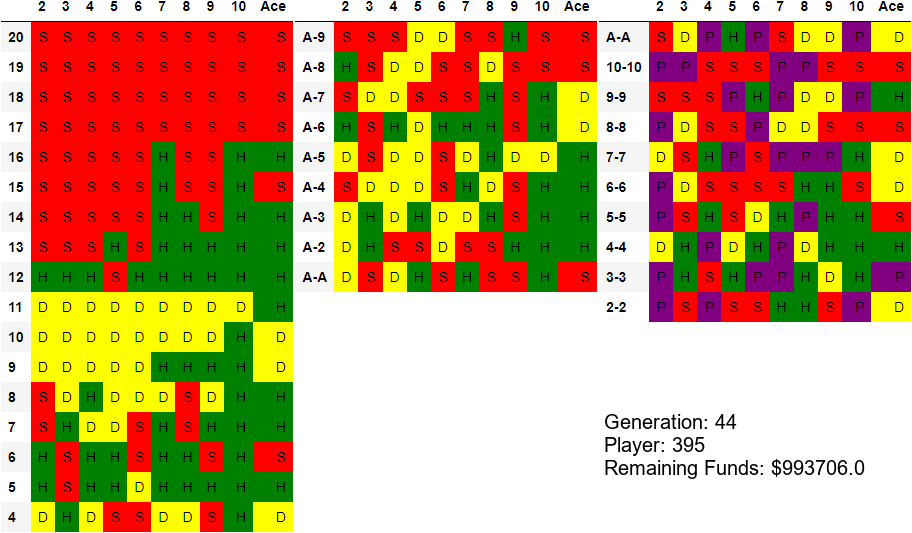 2 3 4 5 6 7 8 9 10 Ace
20 S S S S S S S S S S
19 S S S S S S S S S S
18 S S S S S S S S S S
17 S S S S S S S S S S
16 S S S S S H S S H H
15 S S S S S H S S H S
14 S S S S S H H S H H
13 S S S H S H H H H H
12 H H H S H H H H H H
11 D D D D D D D D D H
10 D D D D D D D D H D
9 D D D D D H H H H D
8 S D H D D D S D H H
7 S H D D S H S H H H
6 H S H H S H H S H S
5 H S H H D H H H H H
4 D H D S S D D S H D
2 3 4 5 6 7 8 9 10 Ace
A-9 S S S D D S S H S S
A-8 H S D D S S D S S S
A-7 S D D S S S H S H D
A-6 H S H D H H H S H D
A-5 D S D D S D H D D H
A-4 S D D D S H D S H H
A-3 D H D H D D H S H H
A-2 D H S S D S S H H H
A-A D S D H S H S S H S
2 3 4 5 6 7 8 9 10 Ace
A-A S D P H P S D D P D
10-10 P P S S S P P S S S
9-9 S S S P H P D D P H
8-8 P D S S P D D S S S
7-7 D S H P S P P P H D
6-6 P D S S S S H H S D
5-5 P S H S D H P H H S
4-4 D H P D H P D H H H
3-3 P H S H P P H D H P
2-2 P S P S S H H S P D
Generation: 44
Player: 395
Remaining Funds: $993706.0